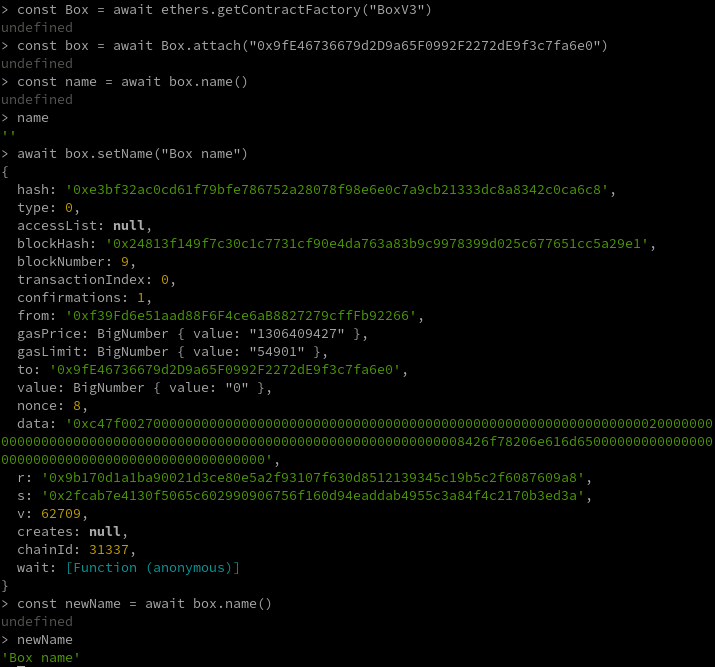 > const Box = await ethers.getContractFactory("BoxV3")
undefined
> const box = await Box.attach("0x9fE46736679d2D9a65F0992F2272dE9f3c7fa6e0")
undefined
> const name = await box.name()
undefined
> name
''
> await box.setName("Box name")
{
hash: '0xe3bf32ac0cd61f79bfe786752a28078f98e6e0c7a9cb21333dc8a8342c0ca6c8',
type: 0,
accessList: null,
blockHash: '0x24813f149f7c30c1c7731cf90e4da763a83b9c9978399d025c677651cc5a29e1',
blockNumber: 9,
transactionIndex: 0,
confirmations: 1,
from: '0xf39Fd6e51aad88F6F4ce6aB8827279cffFb92266',
gasPrice: BigNumber { value: "1306409427" },
gasLimit: BigNumber { value: "54901" },
to: '0x9fE46736679d2D9a65F0992F2272dE9f3c7fa6e0',
value: BigNumber { value: "0" },
nonce: 8,
data: '0xc47f00270000000000000000000000000000000000000000000000000000000000000020000000
0000000000000000000000000000000000000000000000000000000008426f78206e616d65000000000000000
000000000000000000000000000000000',
r: '0x9b170d1a1ba90021d3ce80e5a2f93107f630d8512139345c19b5c2f6087609a8',
s: '0x2fcab7e4130f5065c602990906756f160d94eaddab4955c3a84f4c2170b3ed3a',
v: 62709,
creates: null,
chainId: 31337,
wait: [Function (anonymous)]
}
> const newName = await box.name()
undefined
> newName
'Box name'